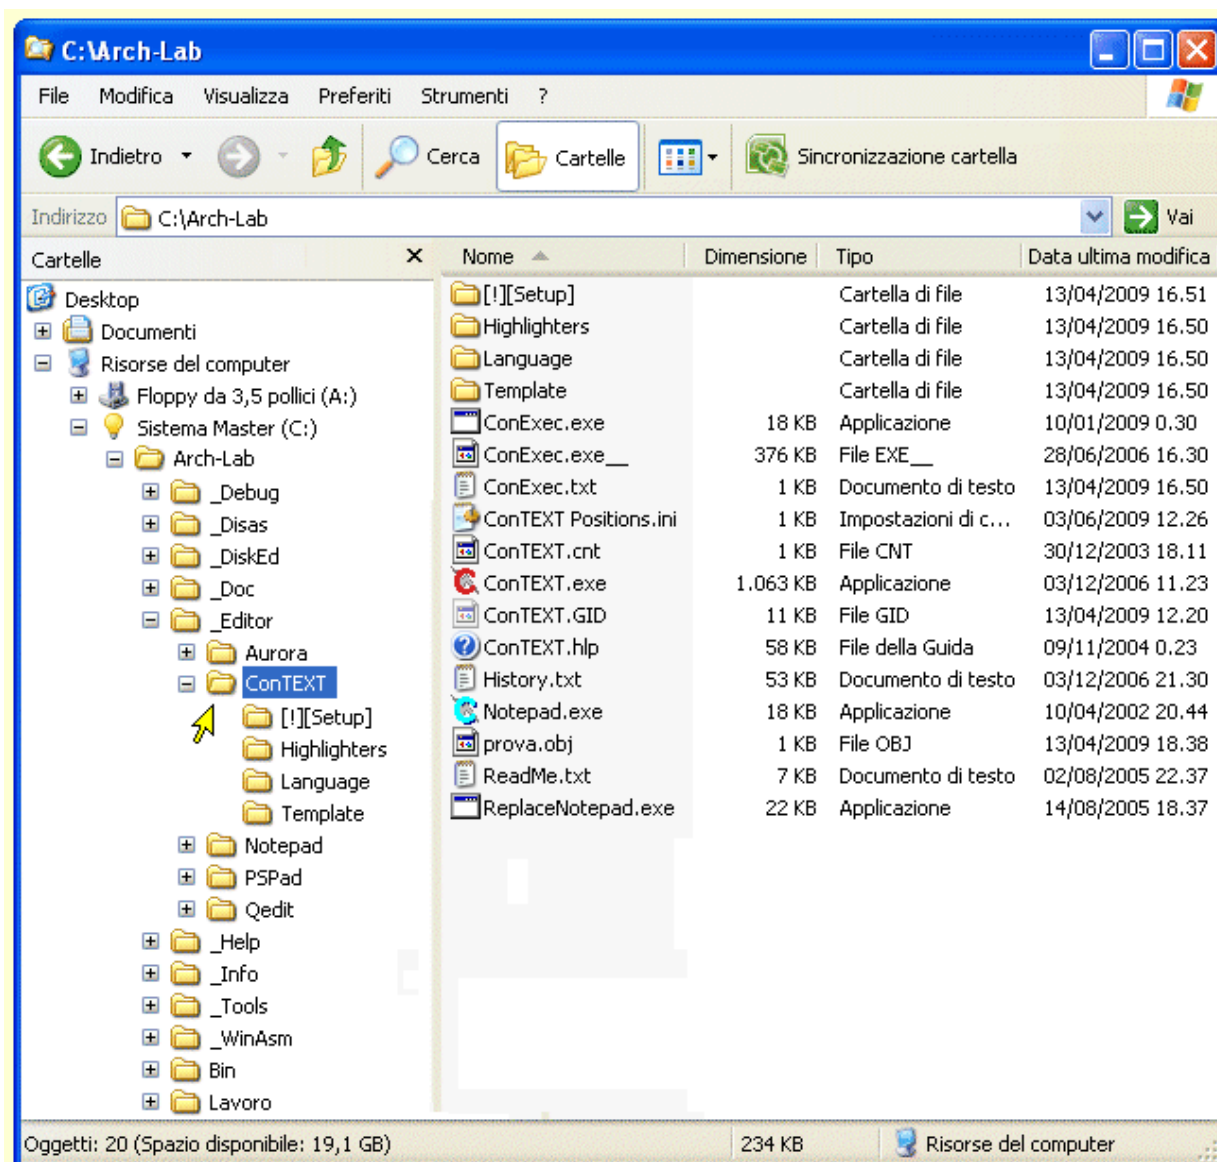 C:\Arch-Lab
File Modifica Visualizza Preferiti Strumenti ?
Indietro Cerca Cartelle Sincronizzazione cartella
Indirizzo C:\Arch-Lab Vai
Cartelle Nome Dimensione Tipo Data ultima modifica
Desktop
Documenti
Risorse del computer
Floppy da 3,5 pollici (A:)
Sistema Master (C:)
Arch-Lab
_Debug
_Disas
_DiskEd
_Doc
_Editor
Aurora
ConTEXT
[!][Setup]
Highlighters
Language
Template
Notepad
PSPad
Qedit
_Help
_Info
_Tools
_WinAsm
Bin
Lavoro
[!][Setup] Cartella di file 13/04/2009 16.51
Highlighters Cartella di file 13/04/2009 16.50
Language Cartella di file 13/04/2009 16.50
Template Cartella di file 13/04/2009 16.50
ConExec.exe 18 KB Applicazione 10/01/2009 0.30
ConExec.exe__ 376 KB File EXE__ 28/06/2006 16.30
ConExec.txt 1 KB Documento di testo 13/04/2009 16.50
ConTEXT Positions.ini 1 KB Impostazioni di c... 03/06/2009 12.26
ConTEXT.cnt 1 KB File CNT 30/12/2003 18.11
ConTEXT.exe 1.063 KB Applicazione 03/12/2006 11.23
ConTEXT.GID 11 KB File GID 13/04/2009 12.20
ConTEXT.hlp 58 KB File della Guida 09/11/2004 0.23
History.txt 53 KB Documento di testo 03/12/2006 21.30
Notepad.exe 18 KB Applicazione 10/04/2002 20.44
prova.obj 1 KB File OBJ 13/04/2009 18.38
ReadMe.txt 7 KB Documento di testo 02/08/2005 22.37
ReplaceNotepad.exe 22 KB Applicazione 14/08/2005 18.37
Oggetti: 20 (Spazio disponibile: 19,1 GB) 234 KB Risorse del computer